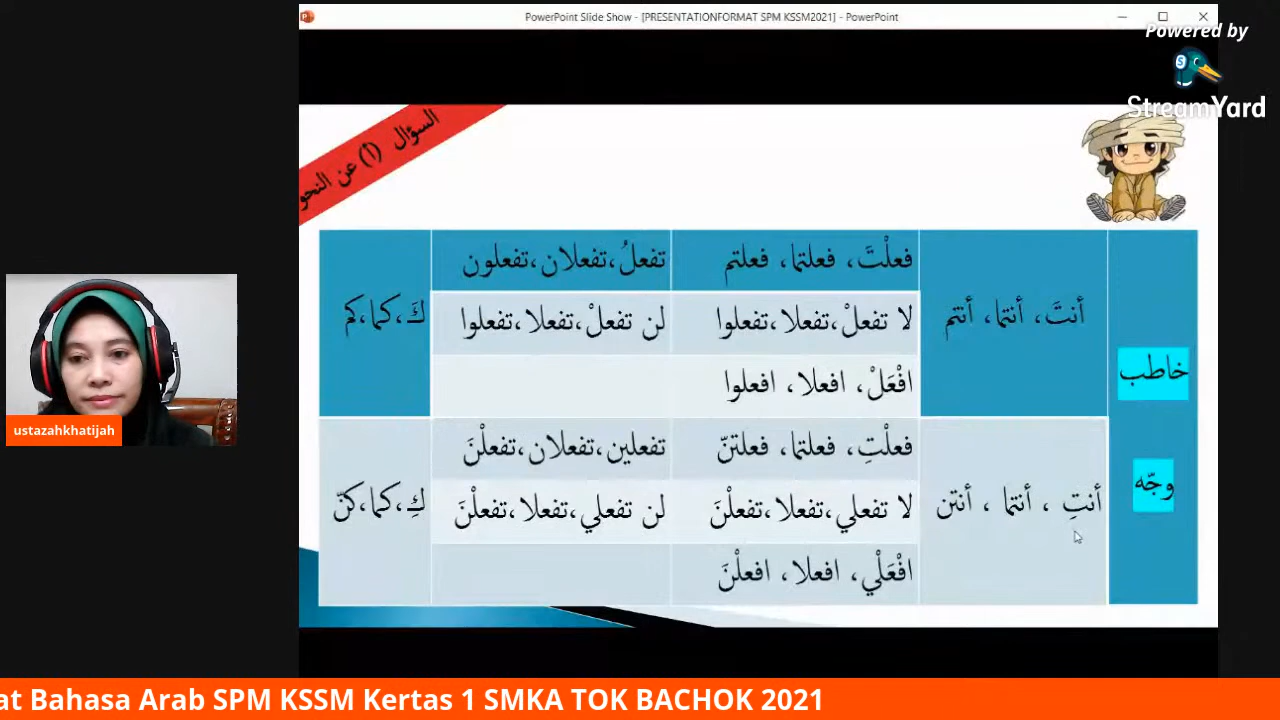 PowerPoint Slide Show - [PRESENTATIONFORMAT SPM KSSM2021] - PowerPoint
Powered by
StreamYard
السؤال (أ) عن النحو
خاطب
وجّه
أنتَ، أنتما، أنتم
فعلْتَ، فعلتما، فعلتم
تفعلُ،تفعلان،تفعلون
كَ،كما،كم
لا تفعلْ،تفعلا،تفعلوا
لن تفعلْ،تفعلا،تفعلوا
افْعَلْ، افعلا، افعلوا
أنتِ ، أنتما ، أنتن
فعلْتِ، فعلتما، فعلتنّ
تفعلين،تفعلان،تفعلْنَ
كِ،كما،كنّ
لا تفعلي،تفعلا،تفعلْنَ
لن تفعلي،تفعلا،تفعلْنَ
افْعَلْي، افعلا، افعلْنَ
ustazahkhatijah
at Bahasa Arab SPM KSSM Kertas 1 SMKA TOK BACHOK 2021